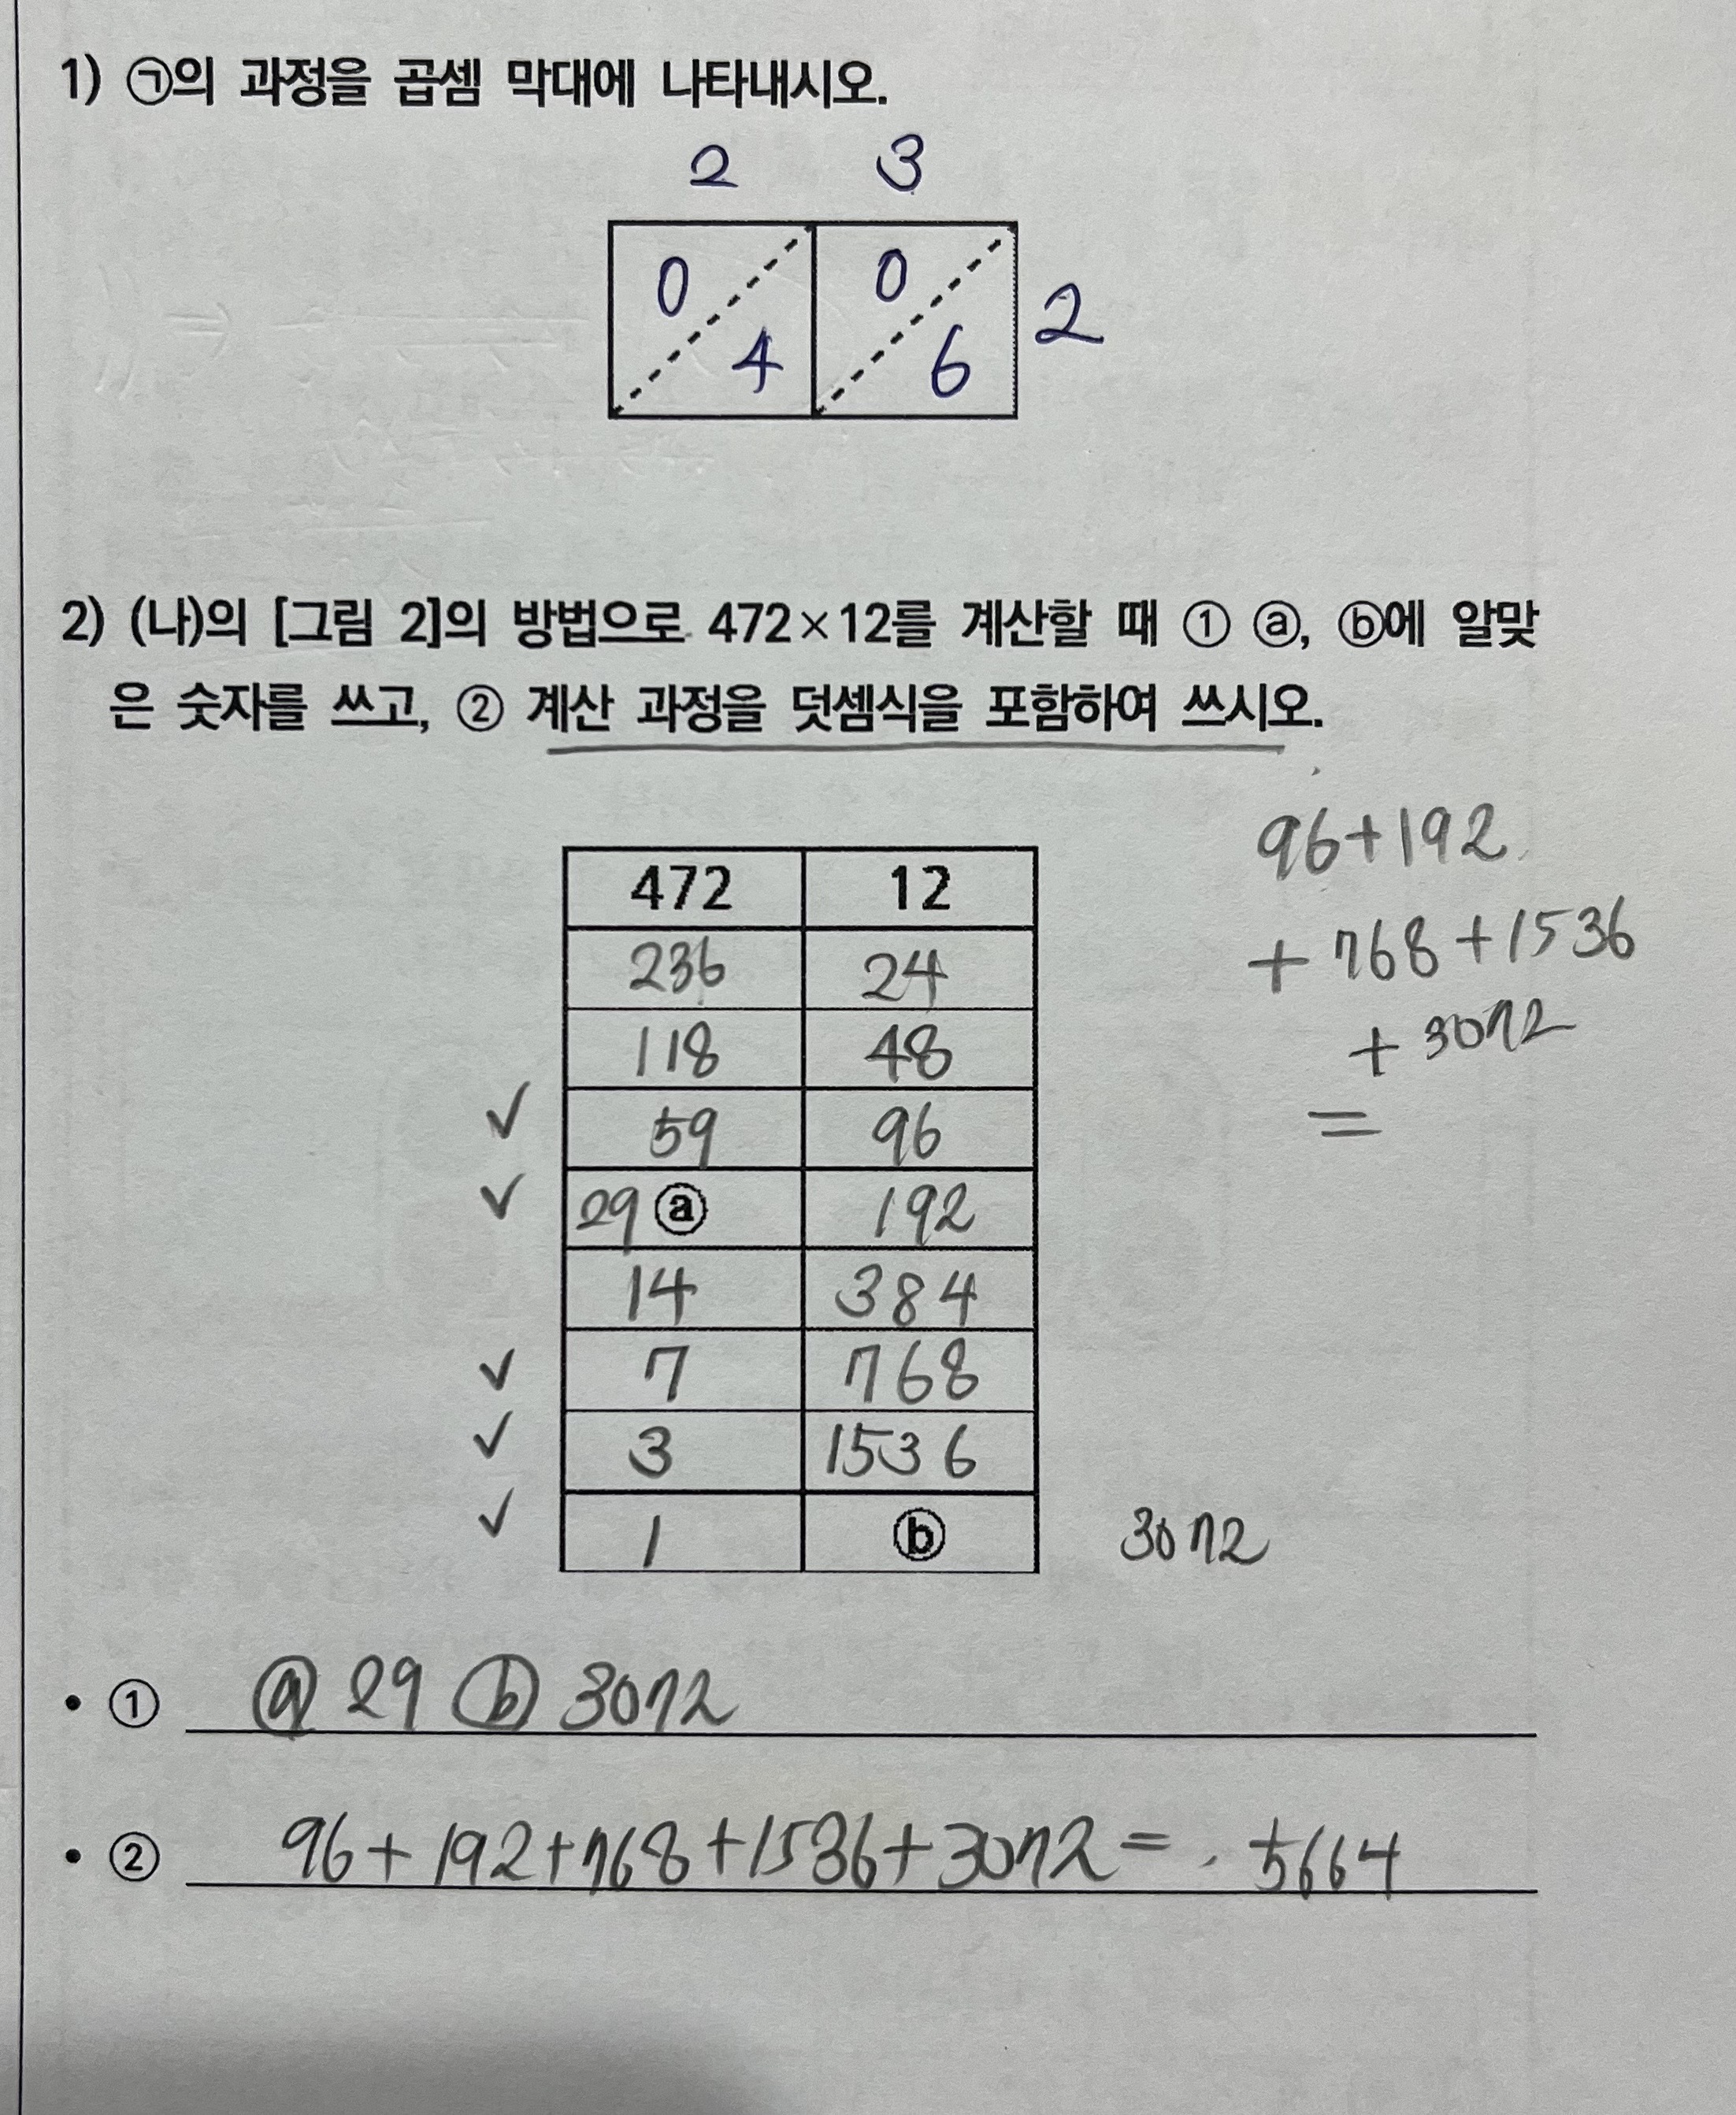 1) ㉠의 과정을 곱셈 막대에 나타내시오.
2 3
0 0
4 6 2
2) (나)의 [그림 2]의 방법으로 472×12를 계산할 때 ① ⓐ, ⓑ에 알맞
은 숫자를 쓰고, ② 계산 과정을 덧셈식을 포함하여 쓰시오.
96+192
+768+1536
+3072
=
472 12
236 24
118 48
✓ 59 96
✓ 29 ⓐ 192
14 384
✓ 7 768
✓ 3 1536
✓ 1 ⓑ 3072
• ① ⓐ 29 ⓑ 3072
• ② 96+192+768+1536+3072= 5664